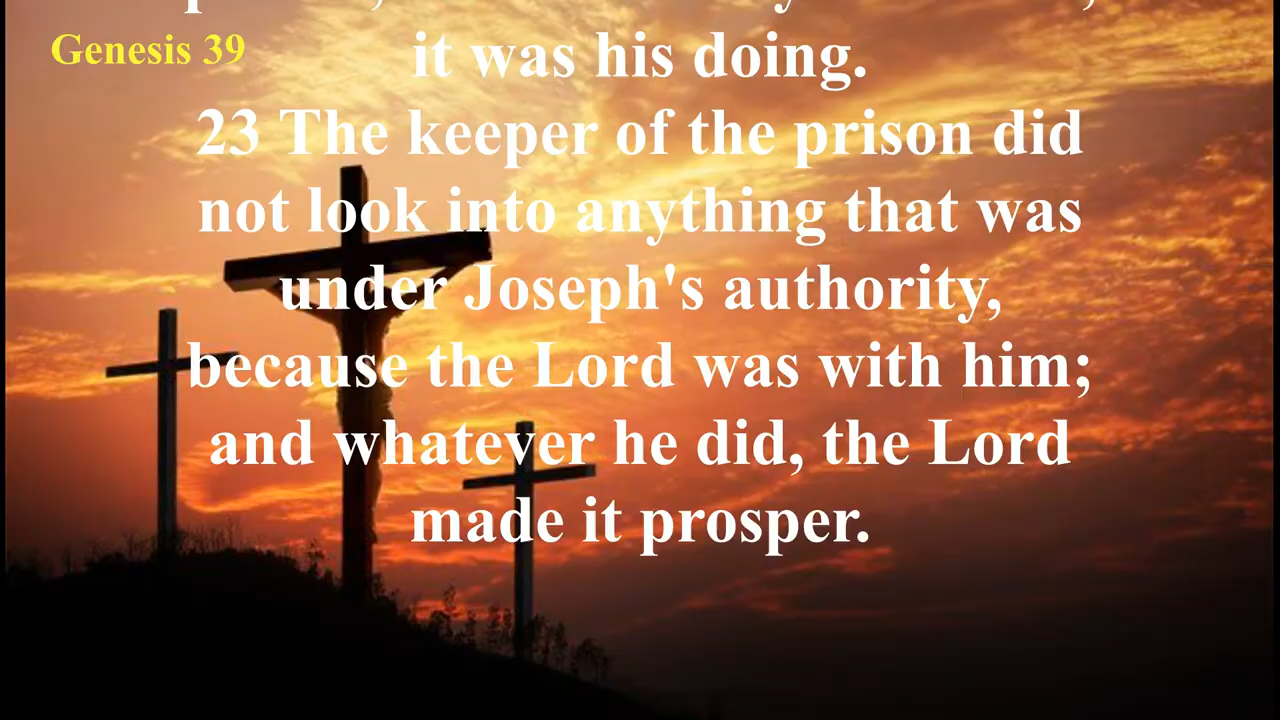 Genesis 39
it was his doing.
23 The keeper of the prison did
not look into anything that was
under Joseph's authority,
because the Lord was with him;
and whatever he did, the Lord
made it prosper.